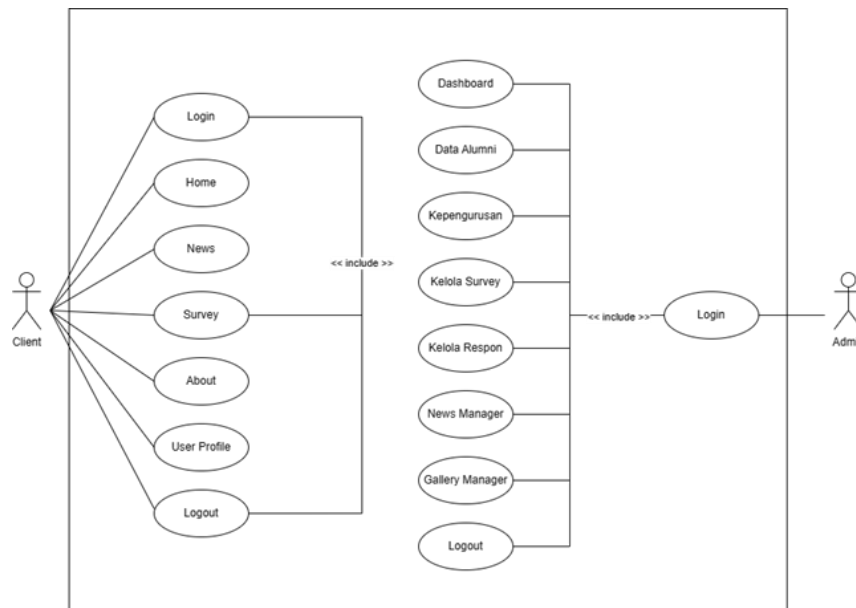 Login
Home
News
Survey
About
User Profile
Logout
Client
<< include >>
Dashboard
Data Alumni
Kepengurusan
Kelola Survey
Kelola Respon
News Manager
Gallery Manager
Logout
<< include >>
Login
Adm